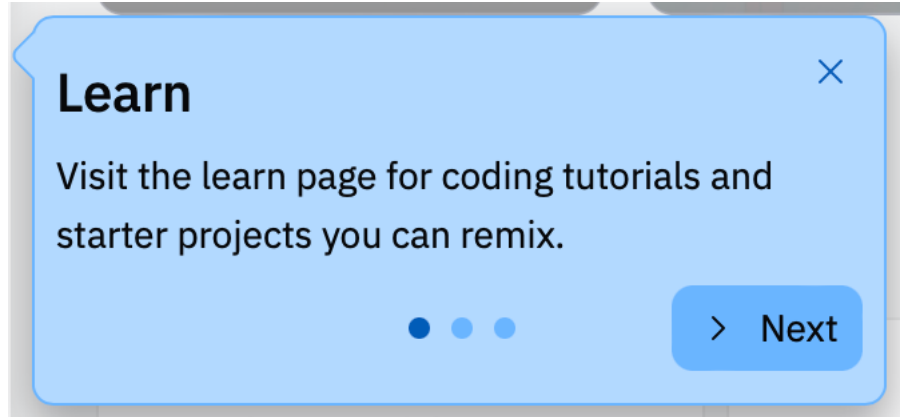 Learn
Visit the learn page for coding tutorials and
starter projects you can remix.
Next